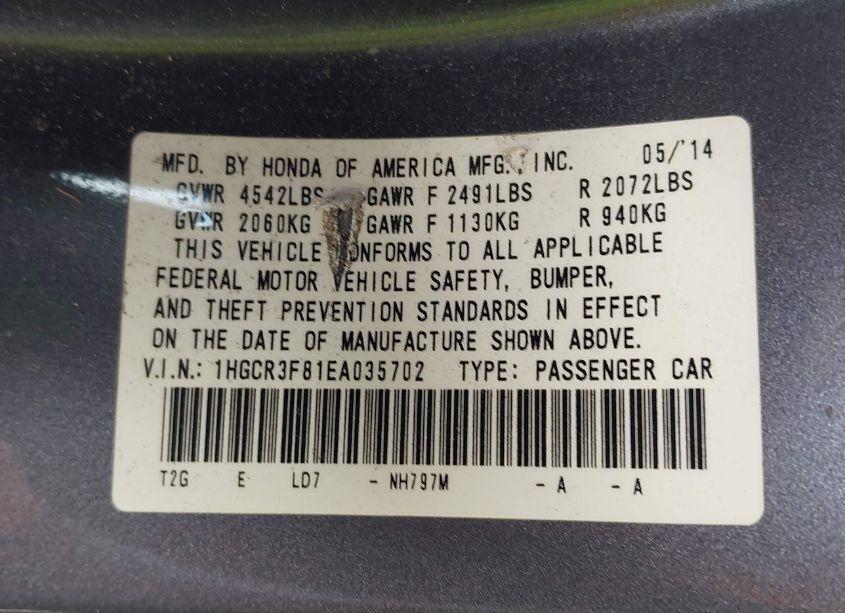 MFD. BY HONDA OF AMERICA MFG., INC. 05/'14
GVWR 4542LBS GAWR F 2491LBS R 2072LBS
GVWR 2060KG GAWR F 1130KG R 940KG
THIS VEHICLE CONFORMS TO ALL APPLICABLE
FEDERAL MOTOR VEHICLE SAFETY, BUMPER,
AND THEFT PREVENTION STANDARDS IN EFFECT
ON THE DATE OF MANUFACTURE SHOWN ABOVE.
V.I.N.: 1HGCR3F81EA035702 TYPE: PASSENGER CAR
T2G E LD7 - NH797M - A - A